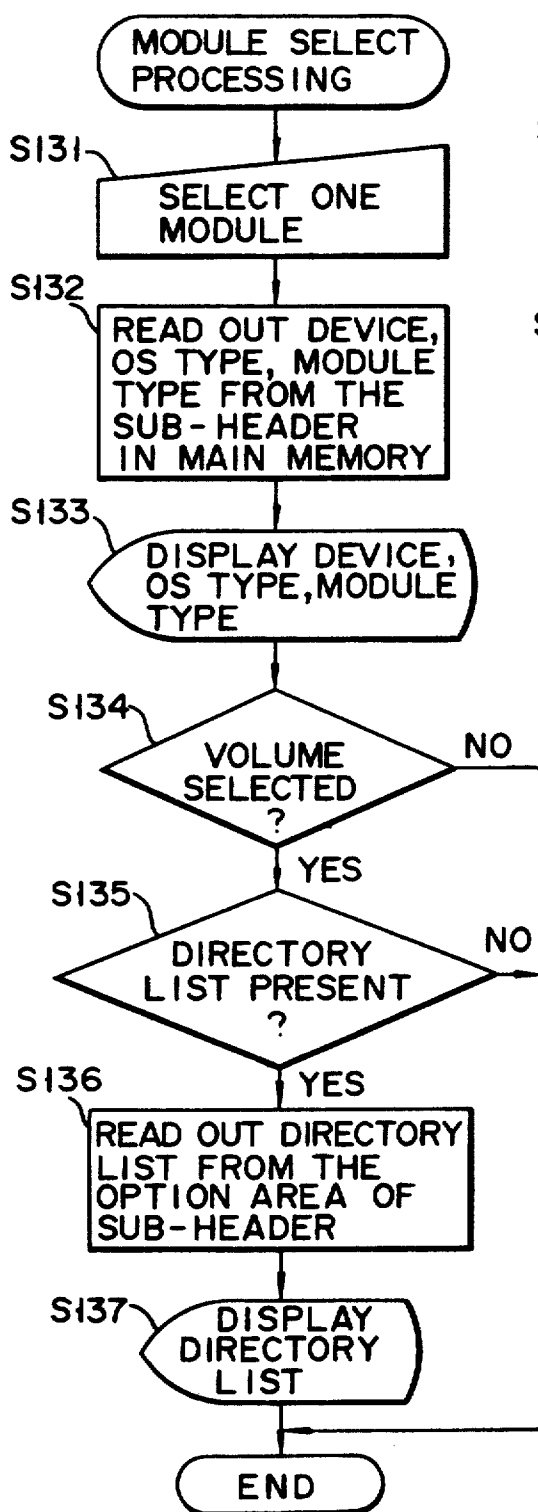 MODULE SELECT
PROCESSING
S131
SELECT ONE
MODULE
S132
READ OUT DEVICE,
OS TYPE, MODULE
TYPE FROM THE
SUB-HEADER
IN MAIN MEMORY
S133
DISPLAY DEVICE,
OS TYPE, MODULE
TYPE
S134
VOLUME
SELECTED
?
NO
YES
S135
DIRECTORY
LIST PRESENT
?
NO
YES
S136
READ OUT DIRECTORY
LIST FROM THE
OPTION AREA OF
SUB-HEADER
S137
DISPLAY
DIRECTORY
LIST
END